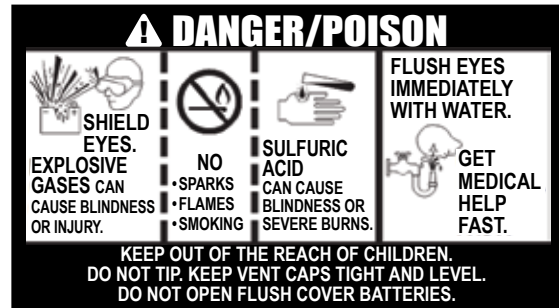 DANGER/POISON
SHIELD
EYES.
EXPLOSIVE
GASES CAN
CAUSE BLINDNESS
OR INJURY.
NO
•SPARKS
•FLAMES
•SMOKING
SULFURIC
ACID
CAN CAUSE
BLINDNESS OR
SEVERE BURNS.
FLUSH EYES
IMMEDIATELY
WITH WATER.
GET
MEDICAL
HELP
FAST.
KEEP OUT OF THE REACH OF CHILDREN.
DO NOT TIP. KEEP VENT CAPS TIGHT AND LEVEL.
DO NOT OPEN FLUSH COVER BATTERIES.